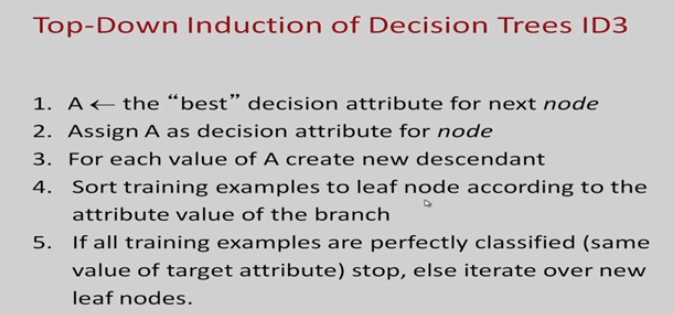 Top-Down Induction of Decision Trees ID3
1. A ← the “best” decision attribute for next node
2. Assign A as decision attribute for node
3. For each value of A create new descendant
4. Sort training examples to leaf node according to the
attribute value of the branch
5. If all training examples are perfectly classified (same
value of target attribute) stop, else iterate over new
leaf nodes.